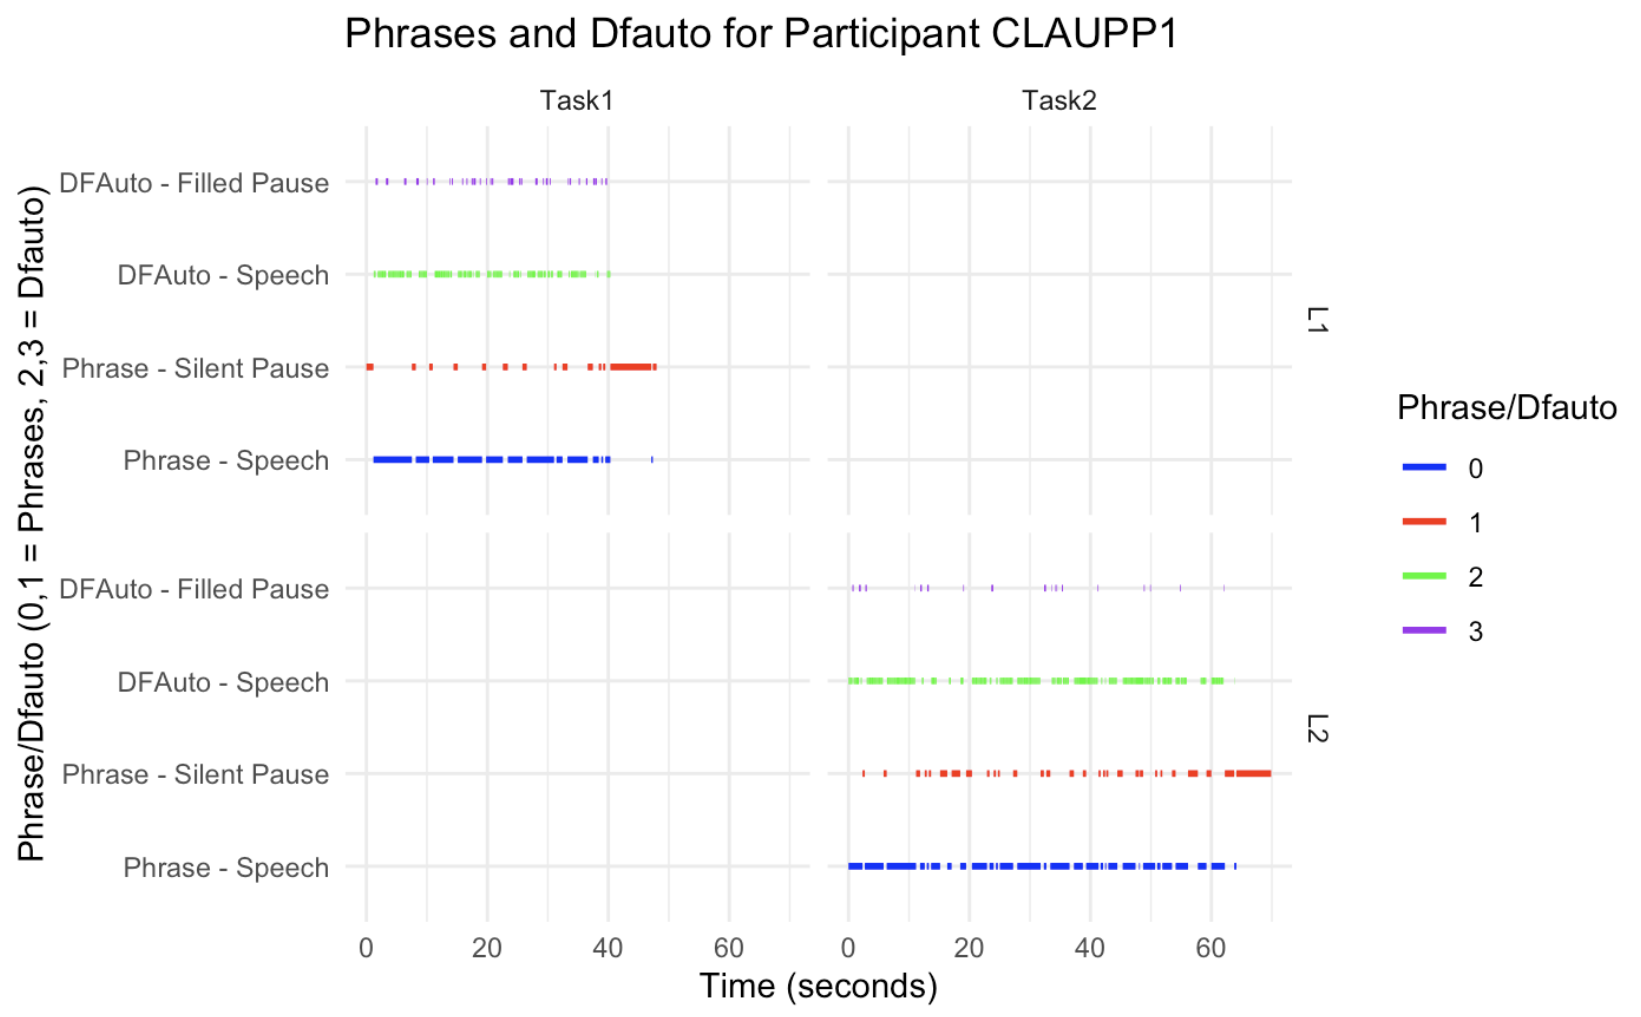 Phrases and Dfauto for Participant CLAUPP1
Task1
Task2
Phrase/Dfauto (0,1 = Phrases, 2,3 = Dfauto)
DFAuto - Filled Pause
DFAuto - Speech
Phrase - Silent Pause
Phrase - Speech
L1
DFAuto - Filled Pause
DFAuto - Speech
Phrase - Silent Pause
Phrase - Speech
L2
0 20 40 60
0 20 40 60
Time (seconds)
Phrase/Dfauto
0
1
2
3